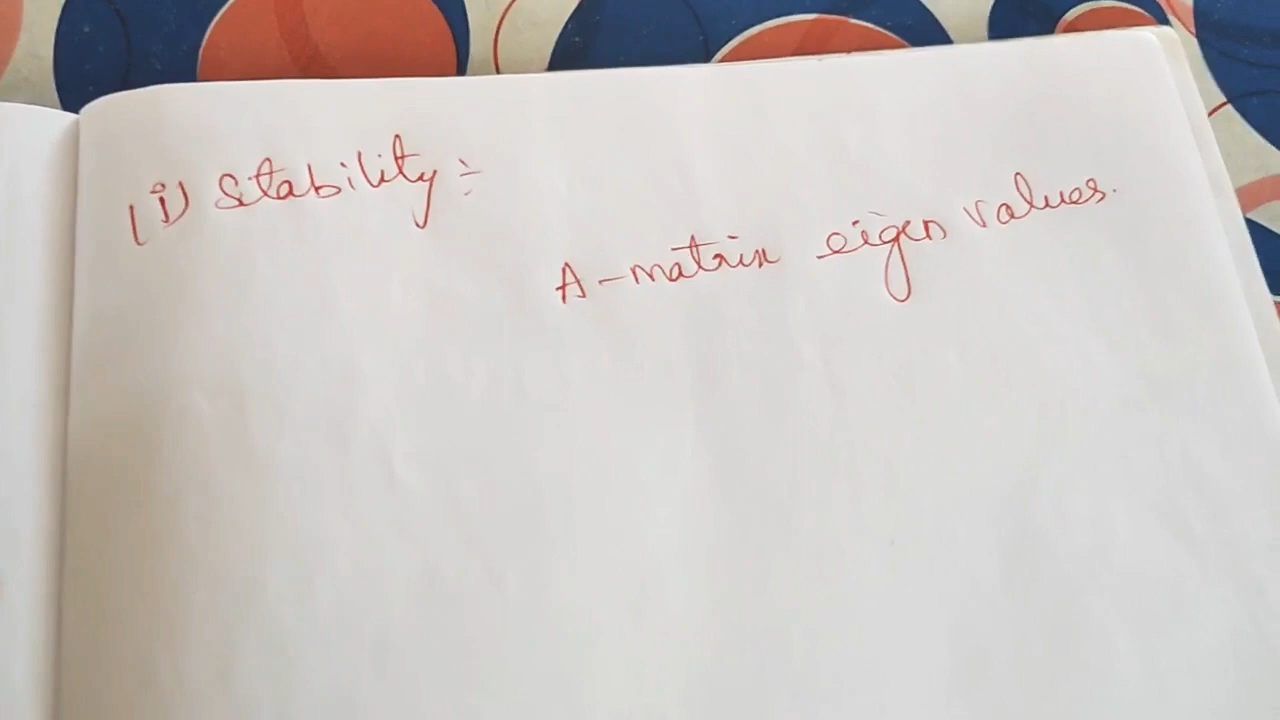 (i) Stability ÷
A-matrix eigen values.